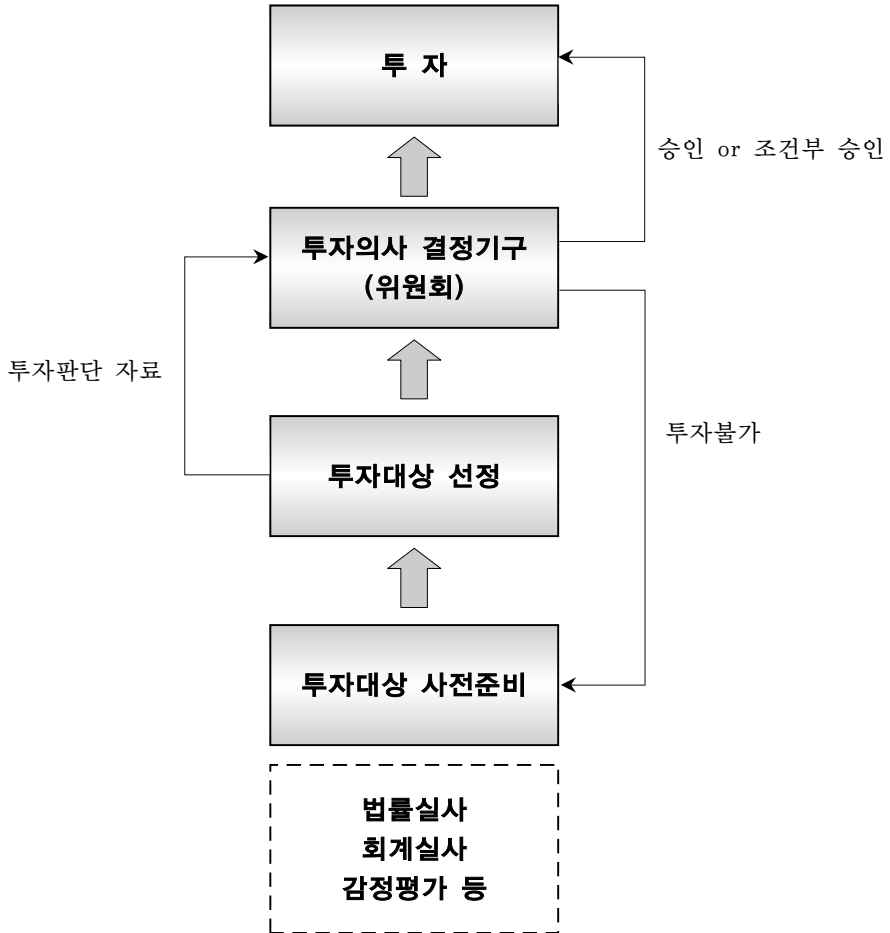 투 자
승인 or 조건부 승인
투자의사 결정기구
(위원회)
투자판단 자료
투자불가
투자대상 선정
투자대상 사전준비
법률실사
회계실사
감정평가 등